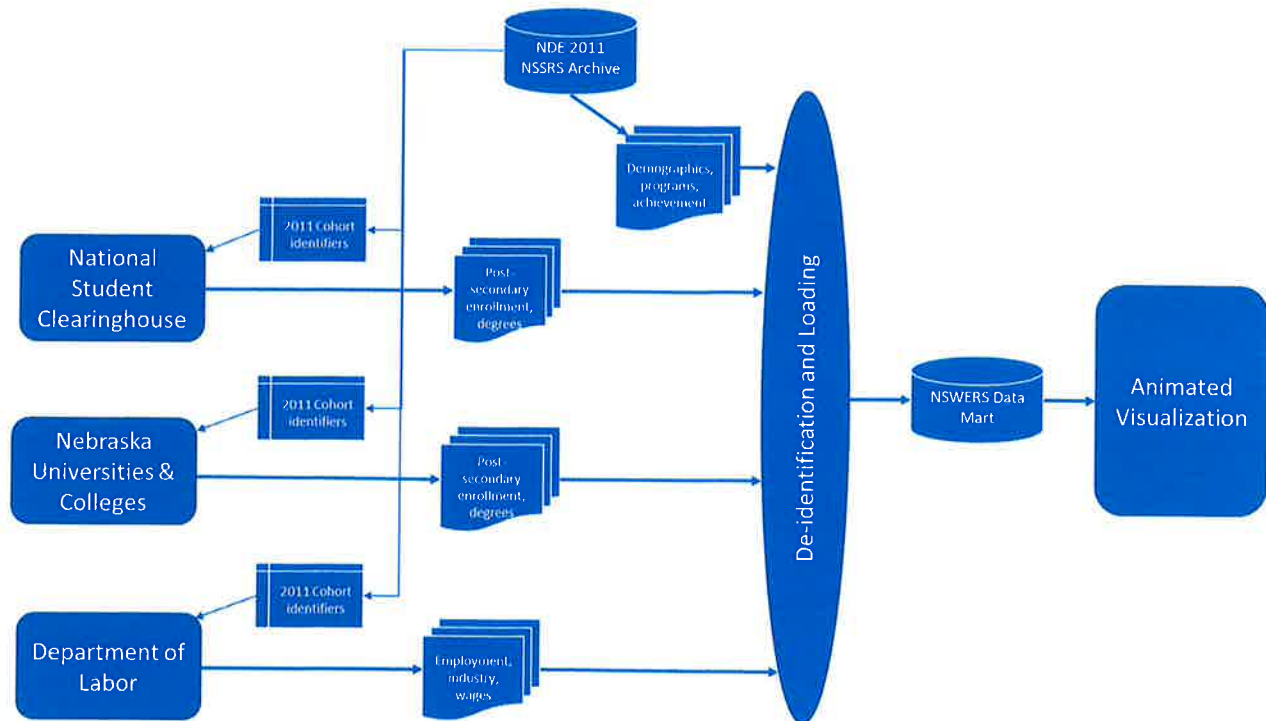 NDE 2011
NSSRS Archive
Demographics,
programs,
achievement
2011 Cohort
identifiers
National
Student
Clearinghouse
Post-
secondary
enrollment,
degrees
2011 Cohort
identifiers
Nebraska
Universities &
Colleges
Post-
secondary
enrollment,
degrees
2011 Cohort
identifiers
Department of
Labor
Employment,
industry,
wages
De-identification and Loading
NSWERS Data
Mart
Animated
Visualization